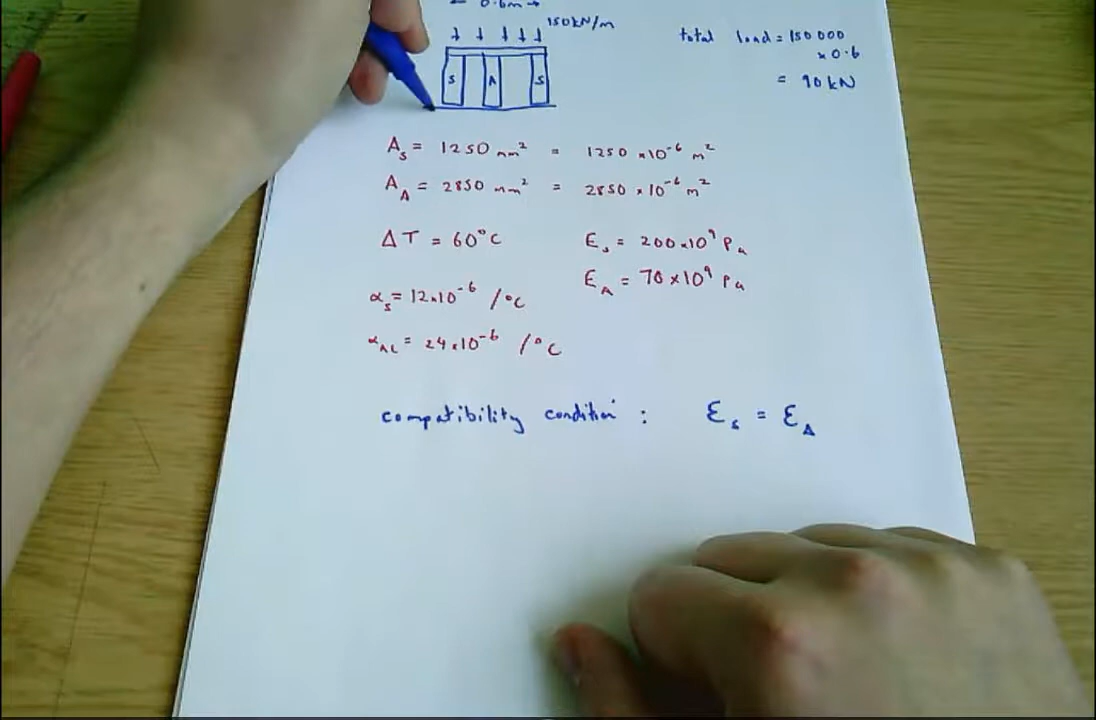 0.6m
150kN/m
total load = 150 000
× 0.6
= 90 kN
S A S
A_s = 1250 mm² = 1250 × 10⁻⁶ m²
A_A = 2850 mm² = 2850 × 10⁻⁶ m²
ΔT = 60°C E_s = 200 × 10⁹ Pa
E_A = 70 × 10⁹ Pa
α_s = 12 × 10⁻⁶ /°C
α_AL = 24 × 10⁻⁶ /°C
compatibility condition : ε_s = ε_A